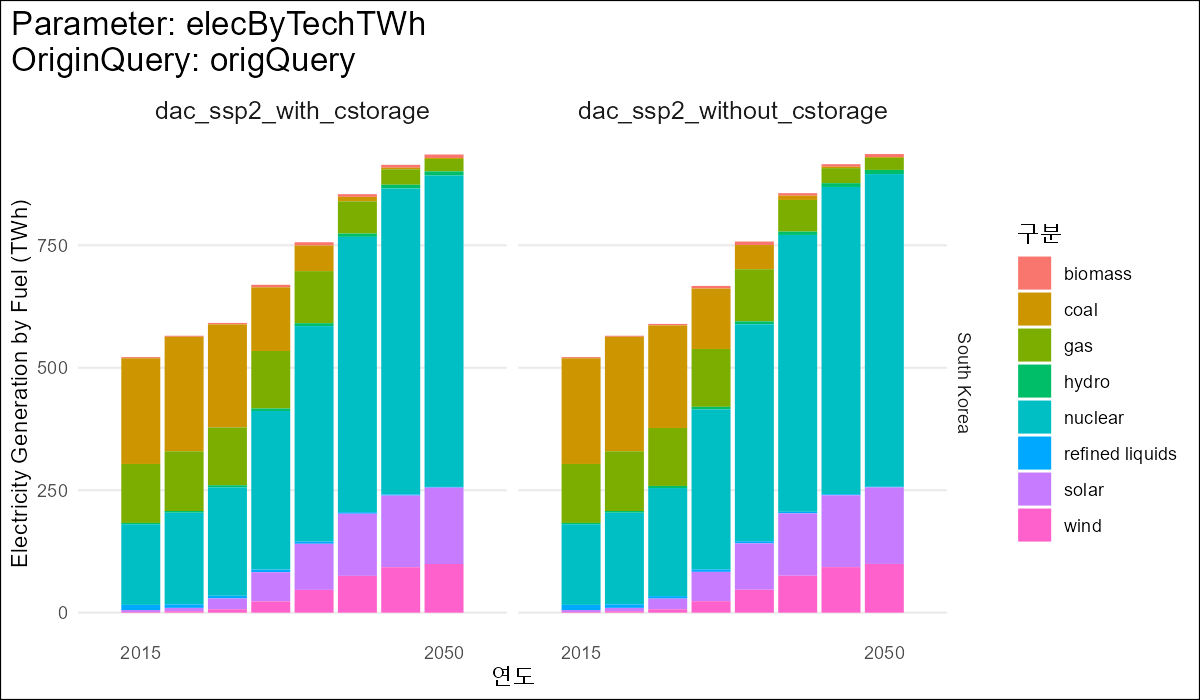 Parameter: elecByTechTWh
OriginQuery: origQuery
dac_ssp2_with_cstorage
dac_ssp2_without_cstorage
Electricity Generation by Fuel (TWh)
750
500
250
0
2015
2050
2015
2050
연도
South Korea
구분
biomass
coal
gas
hydro
nuclear
refined liquids
solar
wind